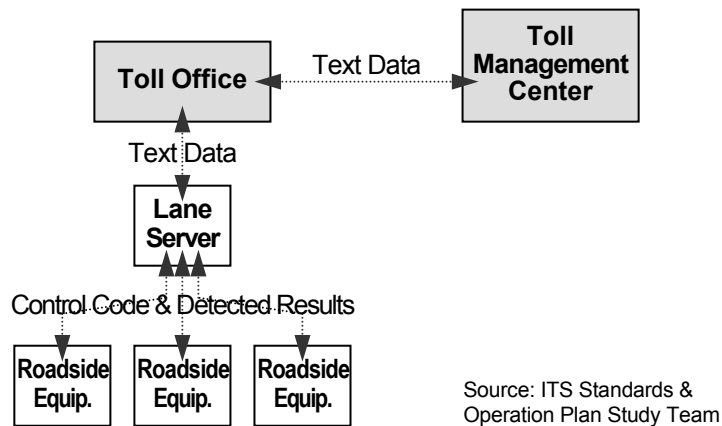 Toll Office
Text Data
Toll
Management
Center
Text Data
Lane
Server
Control Code & Detected Results
Roadside
Equip.
Roadside
Equip.
Roadside
Equip.
Source: ITS Standards &
Operation Plan Study Team